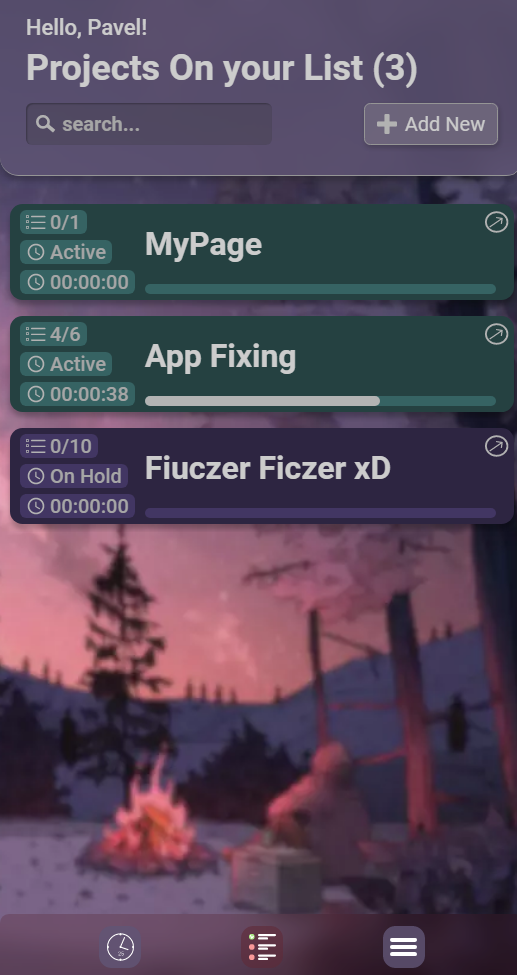 Hello, Pavel!
Projects On your List (3)
search...
Add New
0/1
Active
00:00:00
MyPage
4/6
Active
00:00:38
App Fixing
0/10
On Hold
00:00:00
Fiuczer Ficzer xD